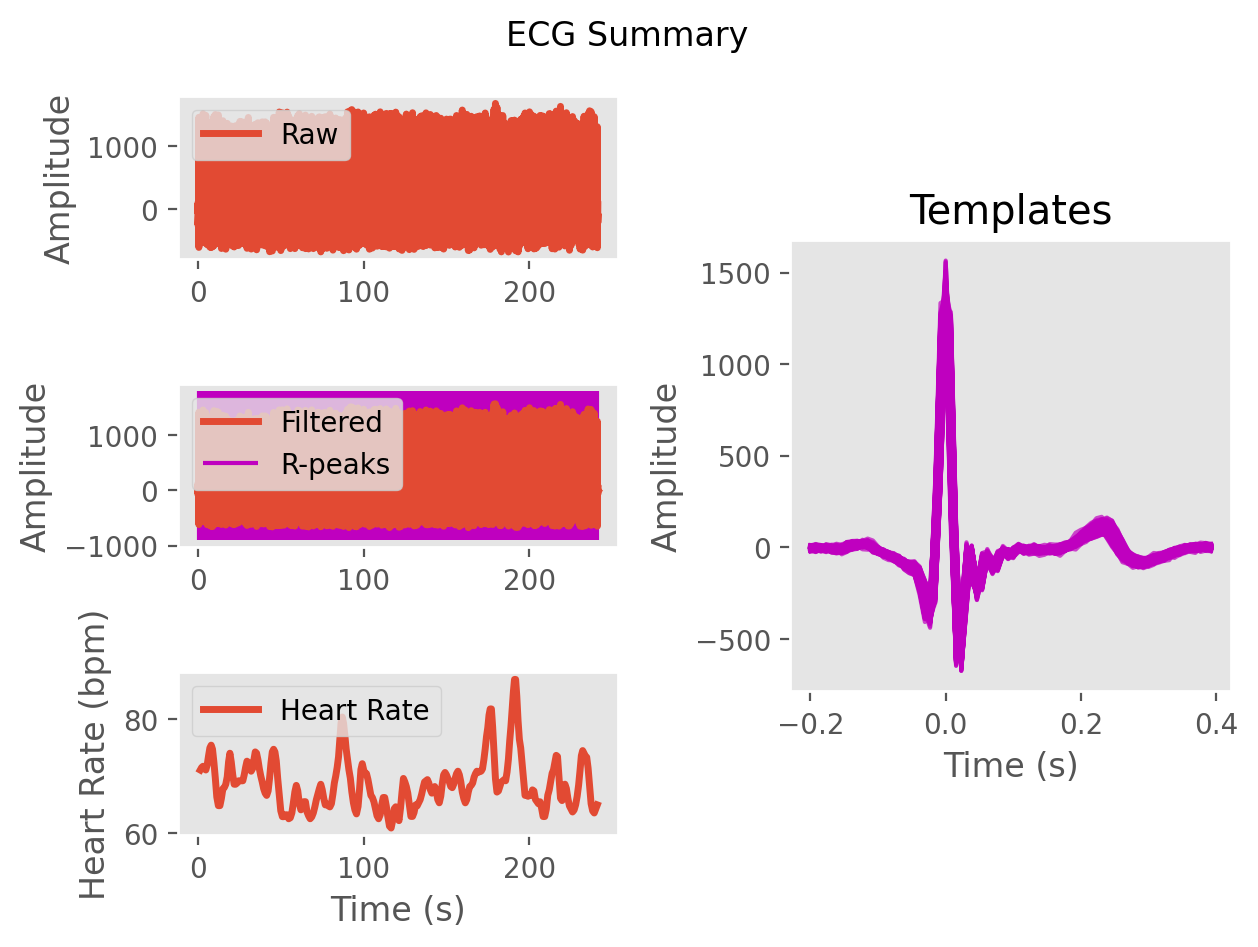 ECG Summary
Amplitude
1000
0
Raw
0 100 200
Amplitude
1000
0
−1000
Filtered
R-peaks
0 100 200
Heart Rate (bpm)
80
60
Heart Rate
0 100 200
Time (s)
Templates
Amplitude
1500
1000
500
0
−500
−0.2 0.0 0.2 0.4
Time (s)